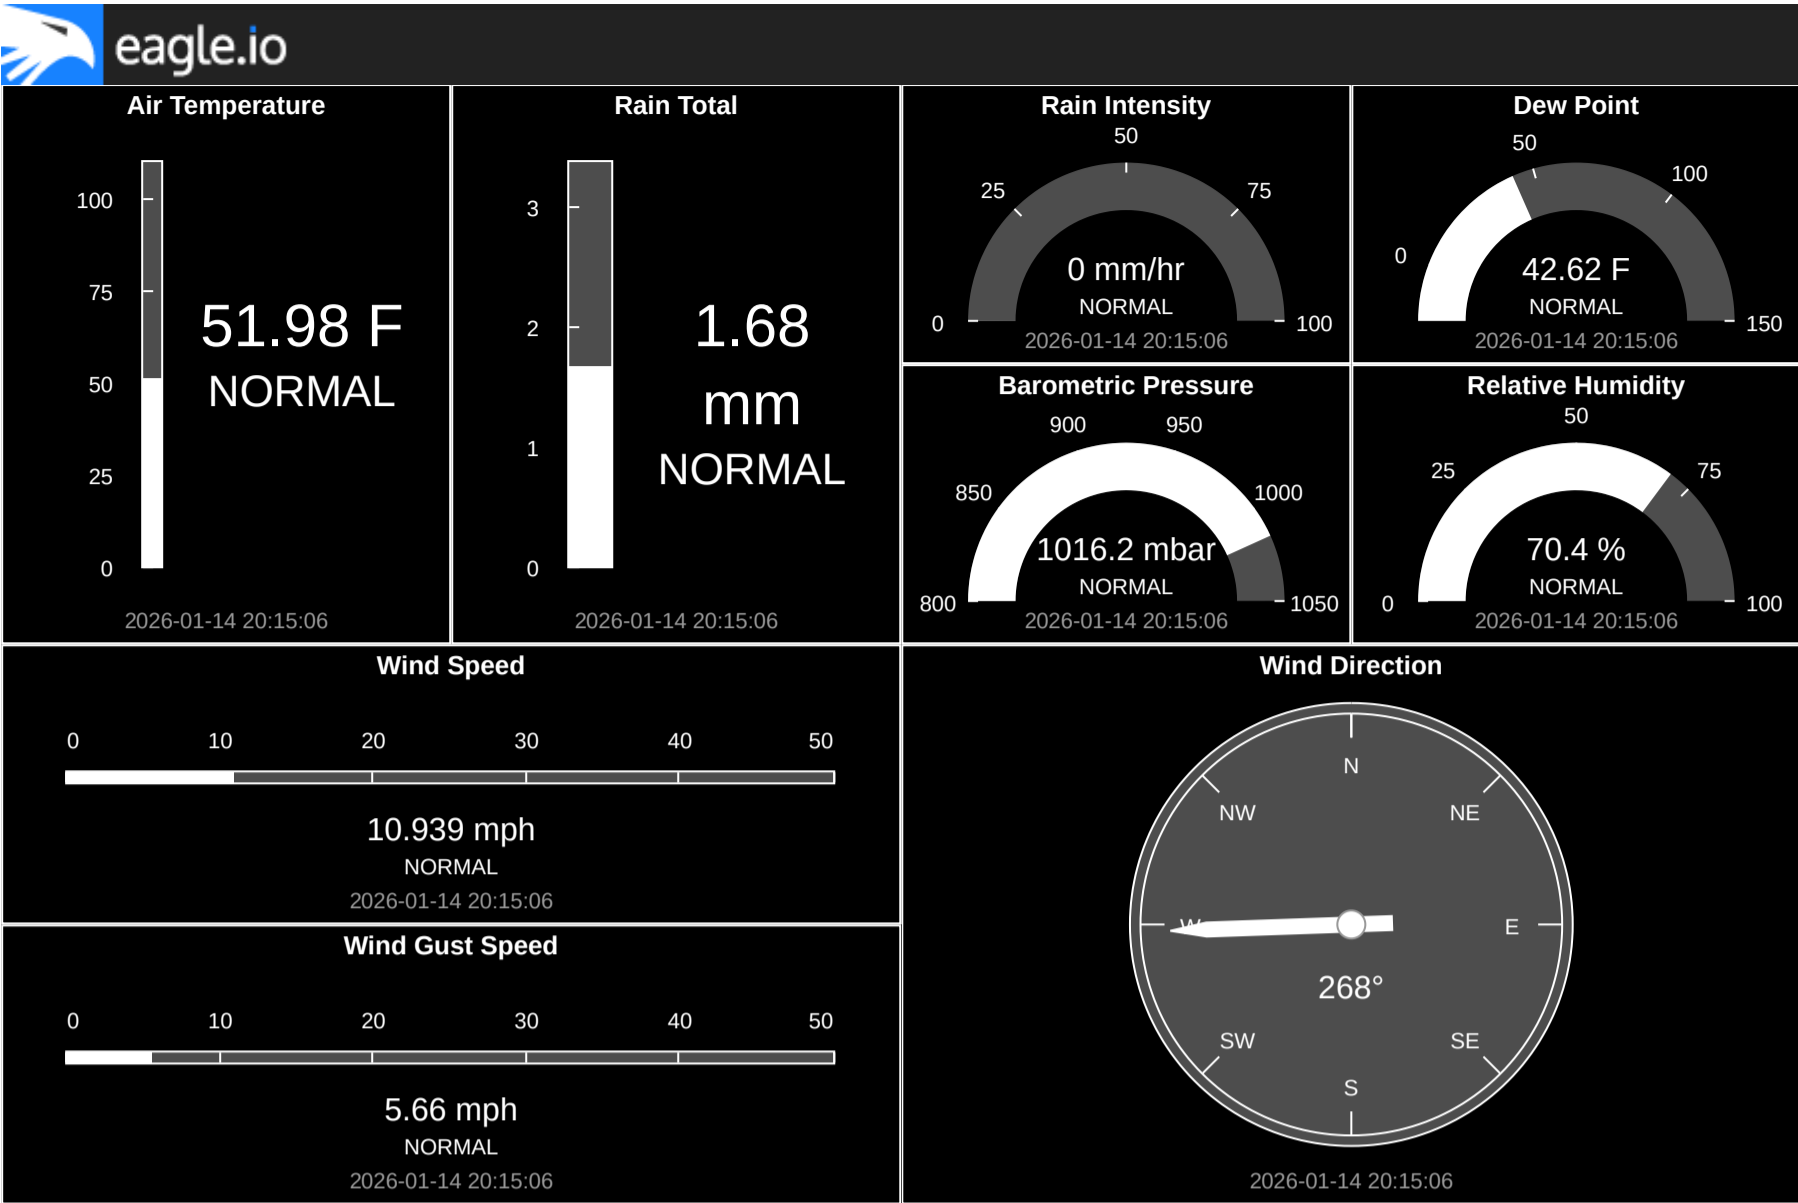 eagle.io
Air Temperature
100
75
50
25
0
51.98 F
NORMAL
2026-01-14 20:15:06
Rain Total
3
2
1
0
1.68
mm
NORMAL
2026-01-14 20:15:06
Rain Intensity
0
25
50
75
100
0 mm/hr
NORMAL
2026-01-14 20:15:06
Dew Point
0
50
100
150
42.62 F
NORMAL
2026-01-14 20:15:06
Barometric Pressure
800
850
900
950
1000
1050
1016.2 mbar
NORMAL
2026-01-14 20:15:06
Relative Humidity
0
25
50
75
100
70.4 %
NORMAL
2026-01-14 20:15:06
Wind Speed
0 10 20 30 40 50
10.939 mph
NORMAL
2026-01-14 20:15:06
Wind Gust Speed
0 10 20 30 40 50
5.66 mph
NORMAL
2026-01-14 20:15:06
Wind Direction
N
NW NE
W E
268°
SW SE
S
2026-01-14 20:15:06